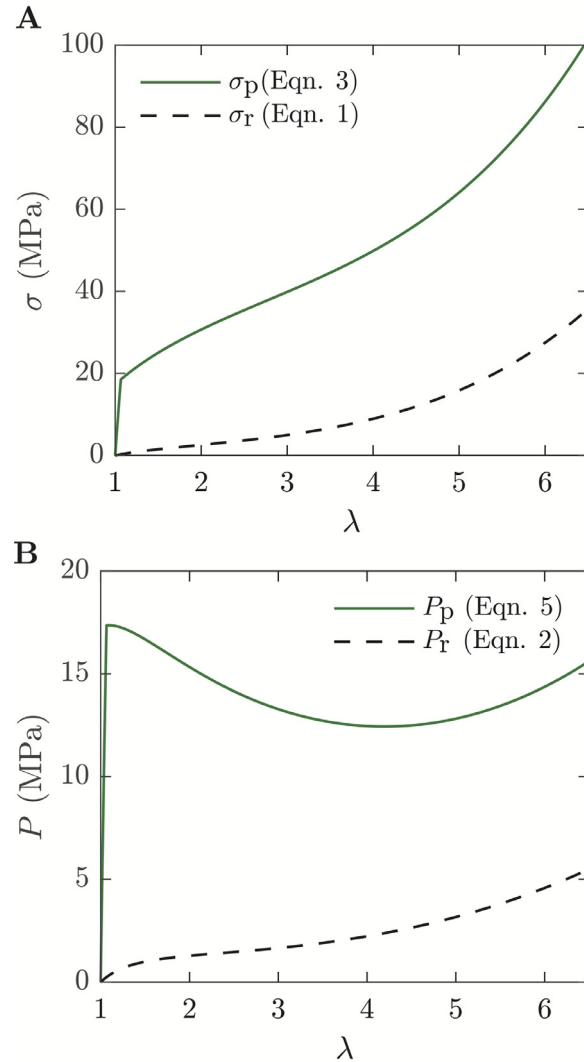 A
100
80
60
40
20
0
σ (MPa)
σp (Eqn. 3)
σr (Eqn. 1)
1 2 3 4 5 6
λ
B
20
15
10
5
0
P (MPa)
Pp (Eqn. 5)
Pr (Eqn. 2)
1 2 3 4 5 6
λ